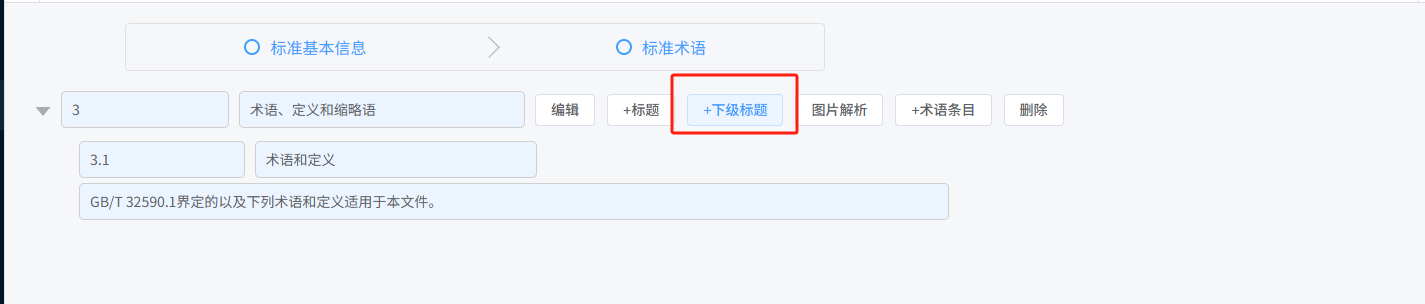 标准基本信息 标准术语
3 术语、定义和缩略语 编辑 +标题 +下级标题 图片解析 +术语条目 删除
3.1 术语和定义
GB/T 32590.1界定的以及下列术语和定义适用于本文件。